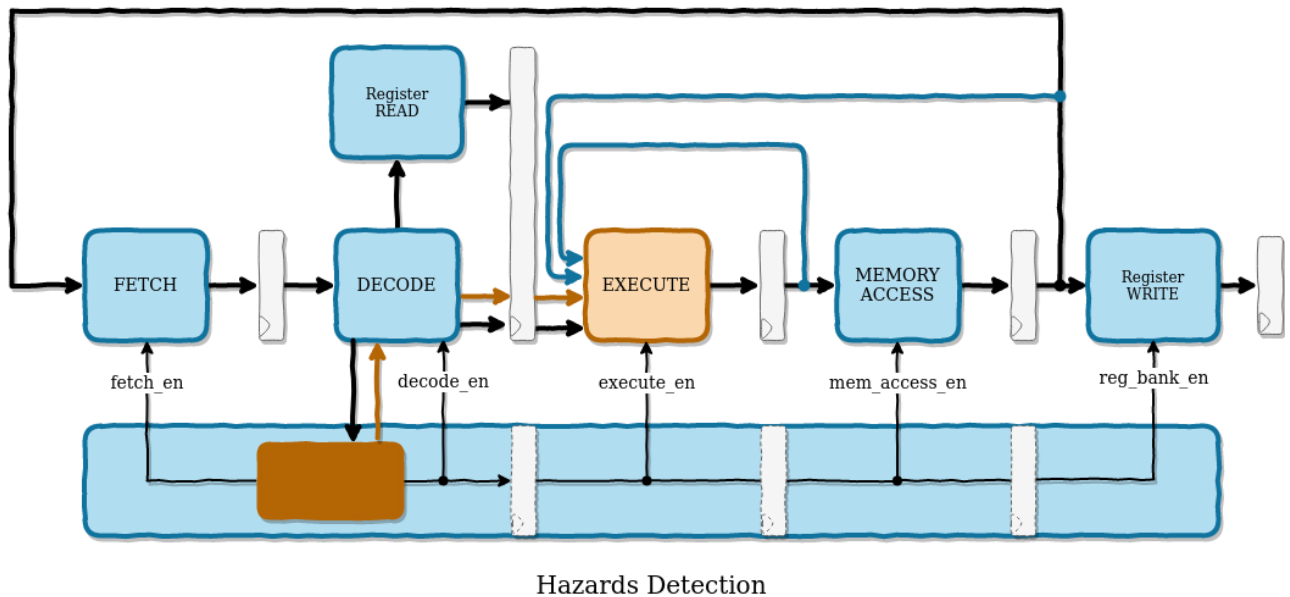 Register
READ
FETCH
DECODE
EXECUTE
MEMORY
ACCESS
Register
WRITE
fetch_en
decode_en
execute_en
mem_access_en
reg_bank_en
Hazards Detection